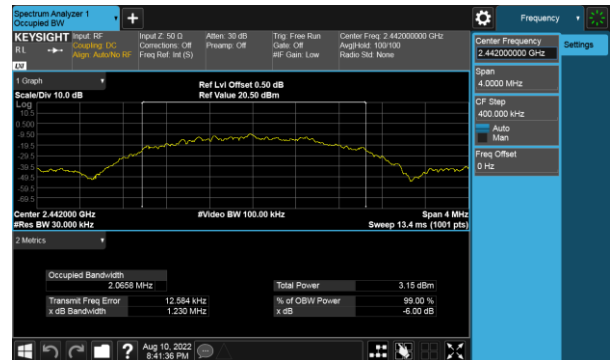 Spectrum Analyzer 1
Occupied BW
Frequency
KEYSIGHT
Input: RF
Input Z: 50 Ω
Atten: 30 dB
Trig: Free Run
Center Freq: 2.442000000 GHz
RL
Coupling: DC
Corrections: Off
Preamp: Off
Gate: Off
Avg|Hold: 100/100
Align: Auto/No RF
Freq Ref: Int (S)
#IF Gain: Low
Radio Std: None
LXI
Center Frequency
2.442000000 GHz
Settings
Span
4.0000 MHz
CF Step
400.000 kHz
Auto
Man
Freq Offset
0 Hz
1 Graph
Ref Lvl Offset 0.50 dB
Scale/Div 10.0 dB
Ref Value 20.50 dBm
Log
10.5
0.500
-9.50
-19.5
-29.5
-39.5
-49.5
-59.5
-69.5
Center 2.442000 GHz
#Video BW 100.00 kHz
Span 4 MHz
#Res BW 30.000 kHz
Sweep 13.4 ms (1001 pts)
2 Metrics
Occupied Bandwidth
2.0658 MHz
Total Power
3.15 dBm
Transmit Freq Error
12.584 kHz
% of OBW Power
99.00 %
x dB Bandwidth
1.230 MHz
x dB
-6.00 dB
Aug 10, 2022
8:41:36 PM